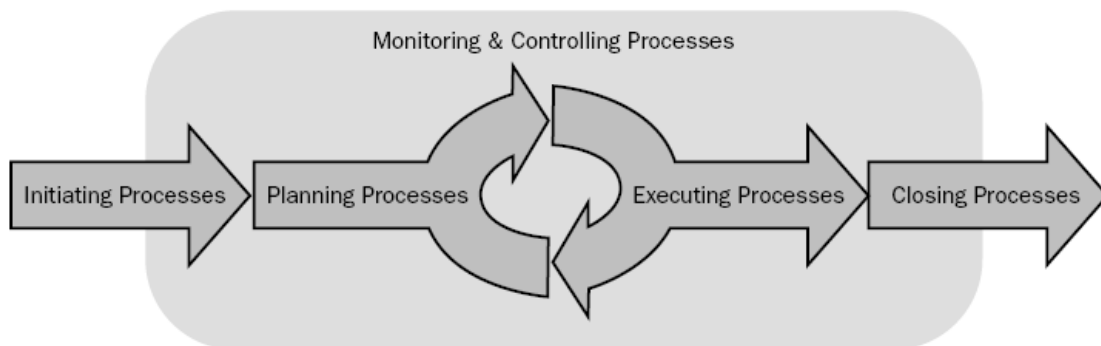 Monitoring & Controlling Processes
Initiating Processes
Planning Processes
Executing Processes
Closing Processes